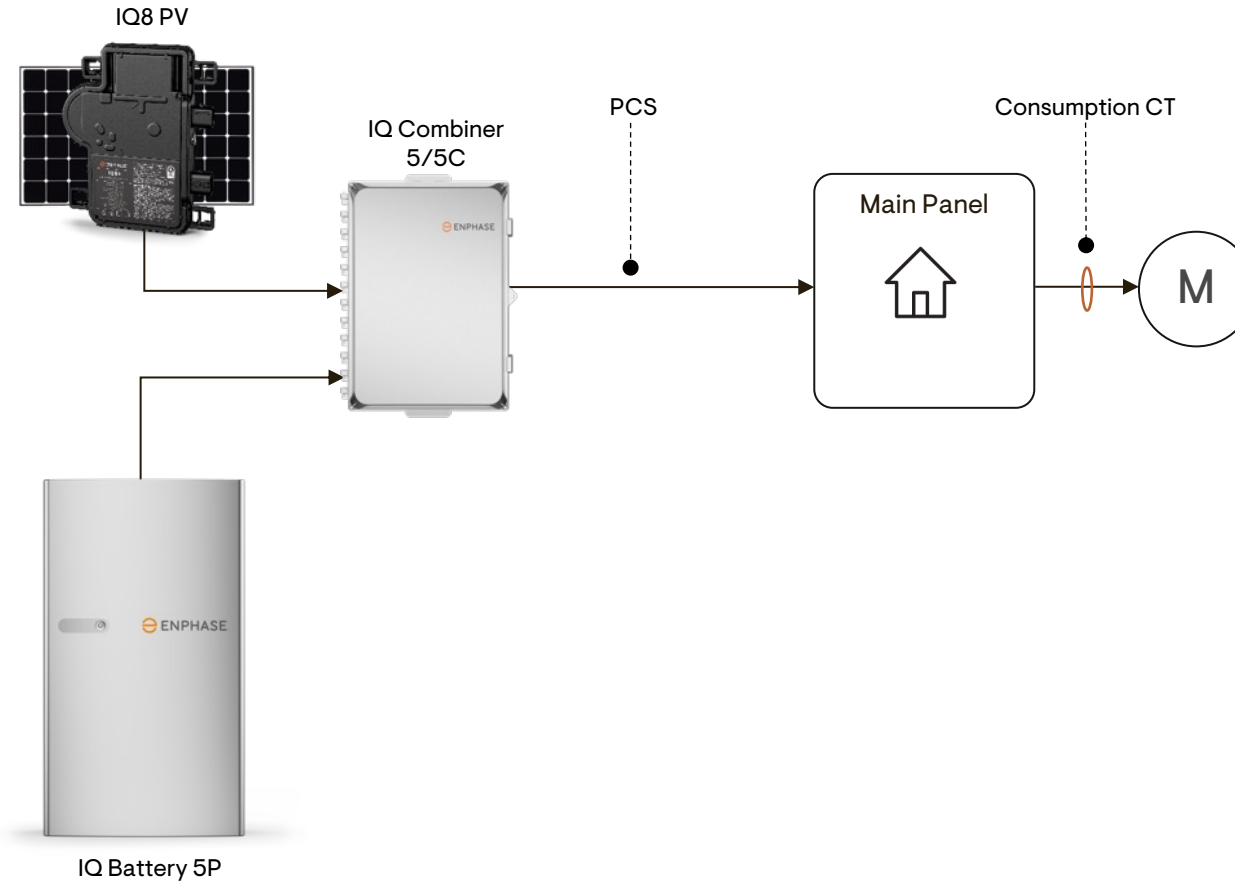 IQ8 PV
PCS
Consumption CT
IQ Combiner
5/5C
ENPHASE
Main Panel
M
ENPHASE
IQ Battery 5P